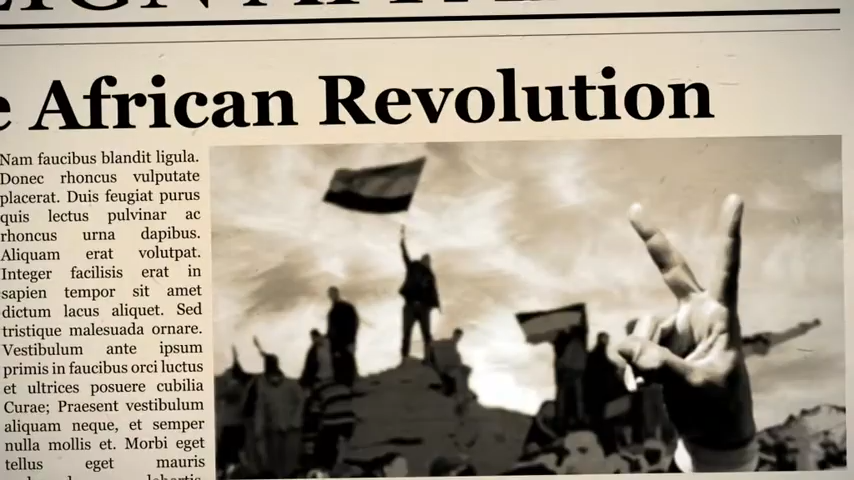 African Revolution
Nam faucibus blandit ligula.
Donec rhoncus vulputate
placerat. Duis feugiat purus
quis lectus pulvinar ac
rhoncus urna dapibus.
Aliquam erat volutpat.
Integer facilisis erat in
sapien tempor sit amet
dictum lacus aliquet. Sed
tristique malesuada ornare.
Vestibulum ante ipsum
primis in faucibus orci luctus
et ultrices posuere cubilia
Curae; Praesent vestibulum
aliquam neque, et semper
nulla mollis et. Morbi eget
tellus eget mauris